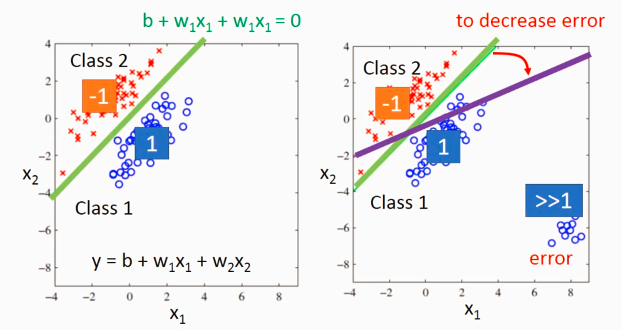 b + w₁x₁ + w₁x₁ = 0
to decrease error
4
2
0
-2
-4
-6
-8
-4
-2
0
2
4
6
8
x₂
x₁
Class 2
-1
1
Class 1
y = b + w₁x₁ + w₂x₂
4
2
0
-2
-4
-6
-8
-4
-2
0
2
4
6
8
x₂
x₁
Class 2
-1
1
Class 1
>>1
error